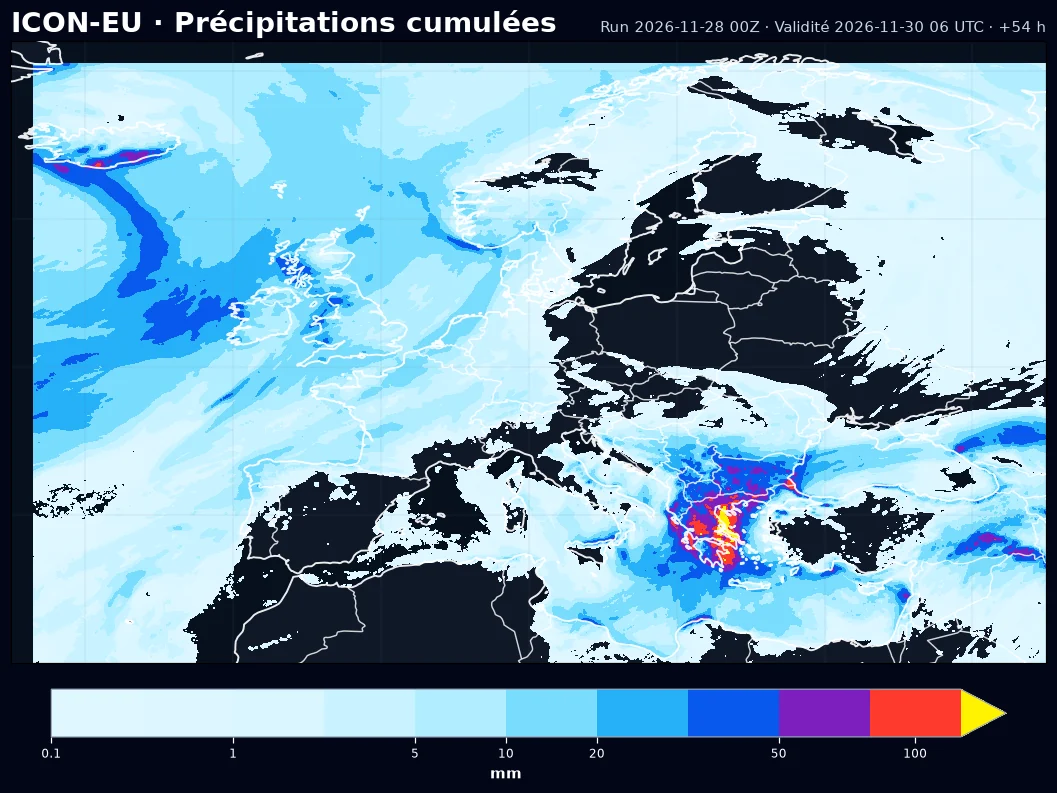 ICON-EU · Précipitations cumulées
Run 2026-11-28 00Z · Validité 2026-11-30 06 UTC · +54 h
0.1 1 5 10 20 50 100
mm